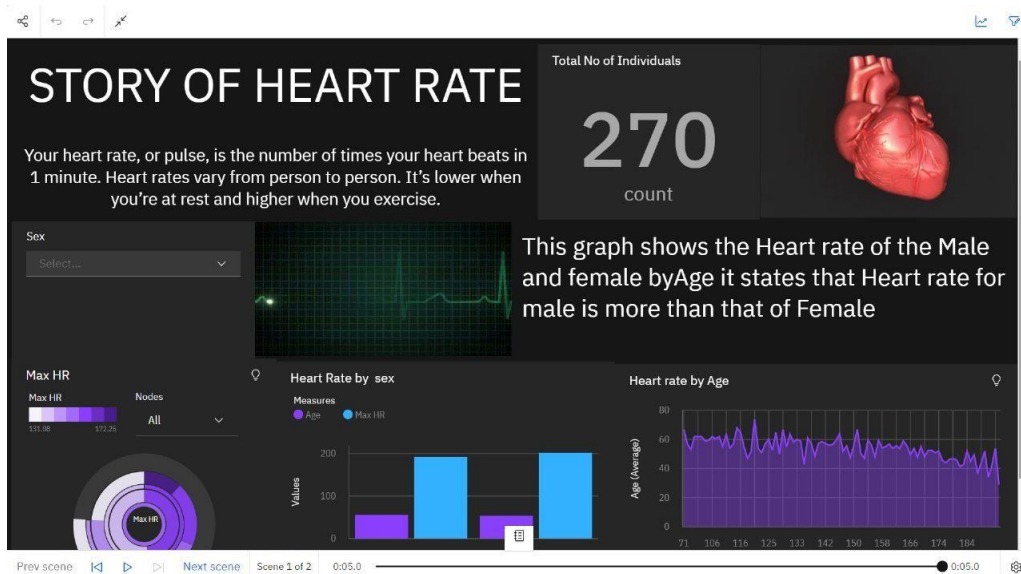 STORY OF HEART RATE
Your heart rate, or pulse, is the number of times your heart beats in
1 minute. Heart rates vary from person to person. It's lower when
you're at rest and higher when you exercise.
Total No of Individuals
270
count
Sex
Select...
This graph shows the Heart rate of the Male
and female byAge it states that Heart rate for
male is more than that of Female
Max HR
Max HR
131.08 172.25
Nodes
All
Max HR
Heart Rate by sex
Measures
Age Max HR
Values
200
100
0
Heart rate by Age
Age (Average)
80
60
40
20
0
71 106 116 125 133 142 150 158 166 174 184
Prev scene Next scene Scene 1 of 2 0:05.0 0:05.0